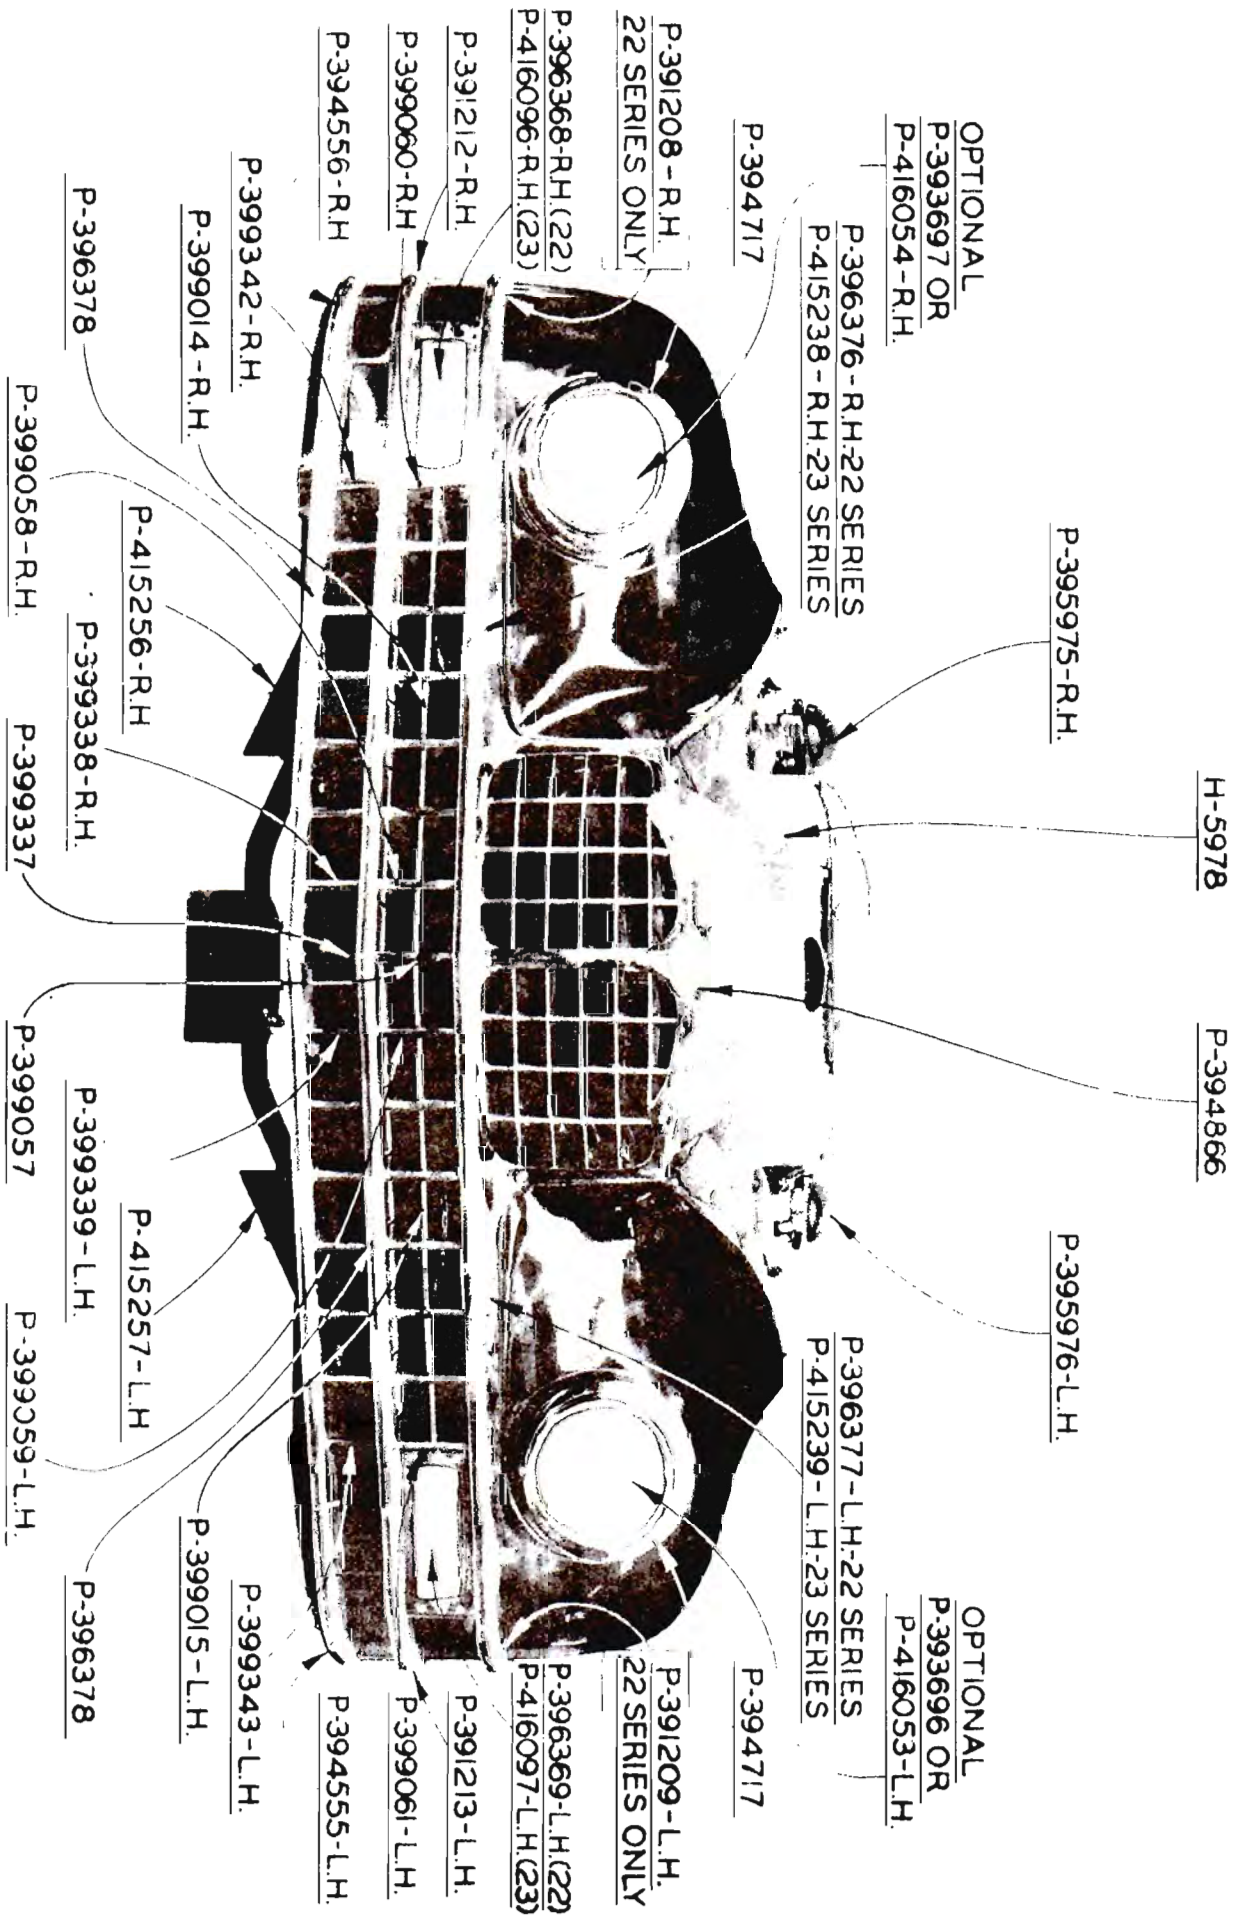 H-5978
P-394866
P-395975-R.H.
P-395976-L.H.
OPTIONAL
P-393697 OR
P-416054-R.H.
P-396376-R.H.-22 SERIES
P-415238-R.H.-23 SERIES
P-396377-L.H.-22 SERIES
P-415239-L.H.-23 SERIES
OPTIONAL
P-393696 OR
P-416053-L.H.
P-394717
P-394717
P-391208-R.H.
22 SERIES ONLY
P-391209-L.H.
22 SERIES ONLY
P-396368-R.H.(22)
P-416096-R.H.(23)
P-396369-L.H.(22)
P-416097-L.H.(23)
P-391212-R.H.
P-391213-L.H.
P-399060-R.H
P-399061-L.H.
P-394556-R.H
P-394555-L.H.
P-399342-R.H.
P-399343-L.H.
P-399014-R.H.
P-399015-L.H.
P-415256-R.H
P-415257-L.H
P-396378
P-399338-R.H.
P-399339-L.H.
P-396378
P-399058-R.H.
P-399337
P-399057
P-399059-L.H.